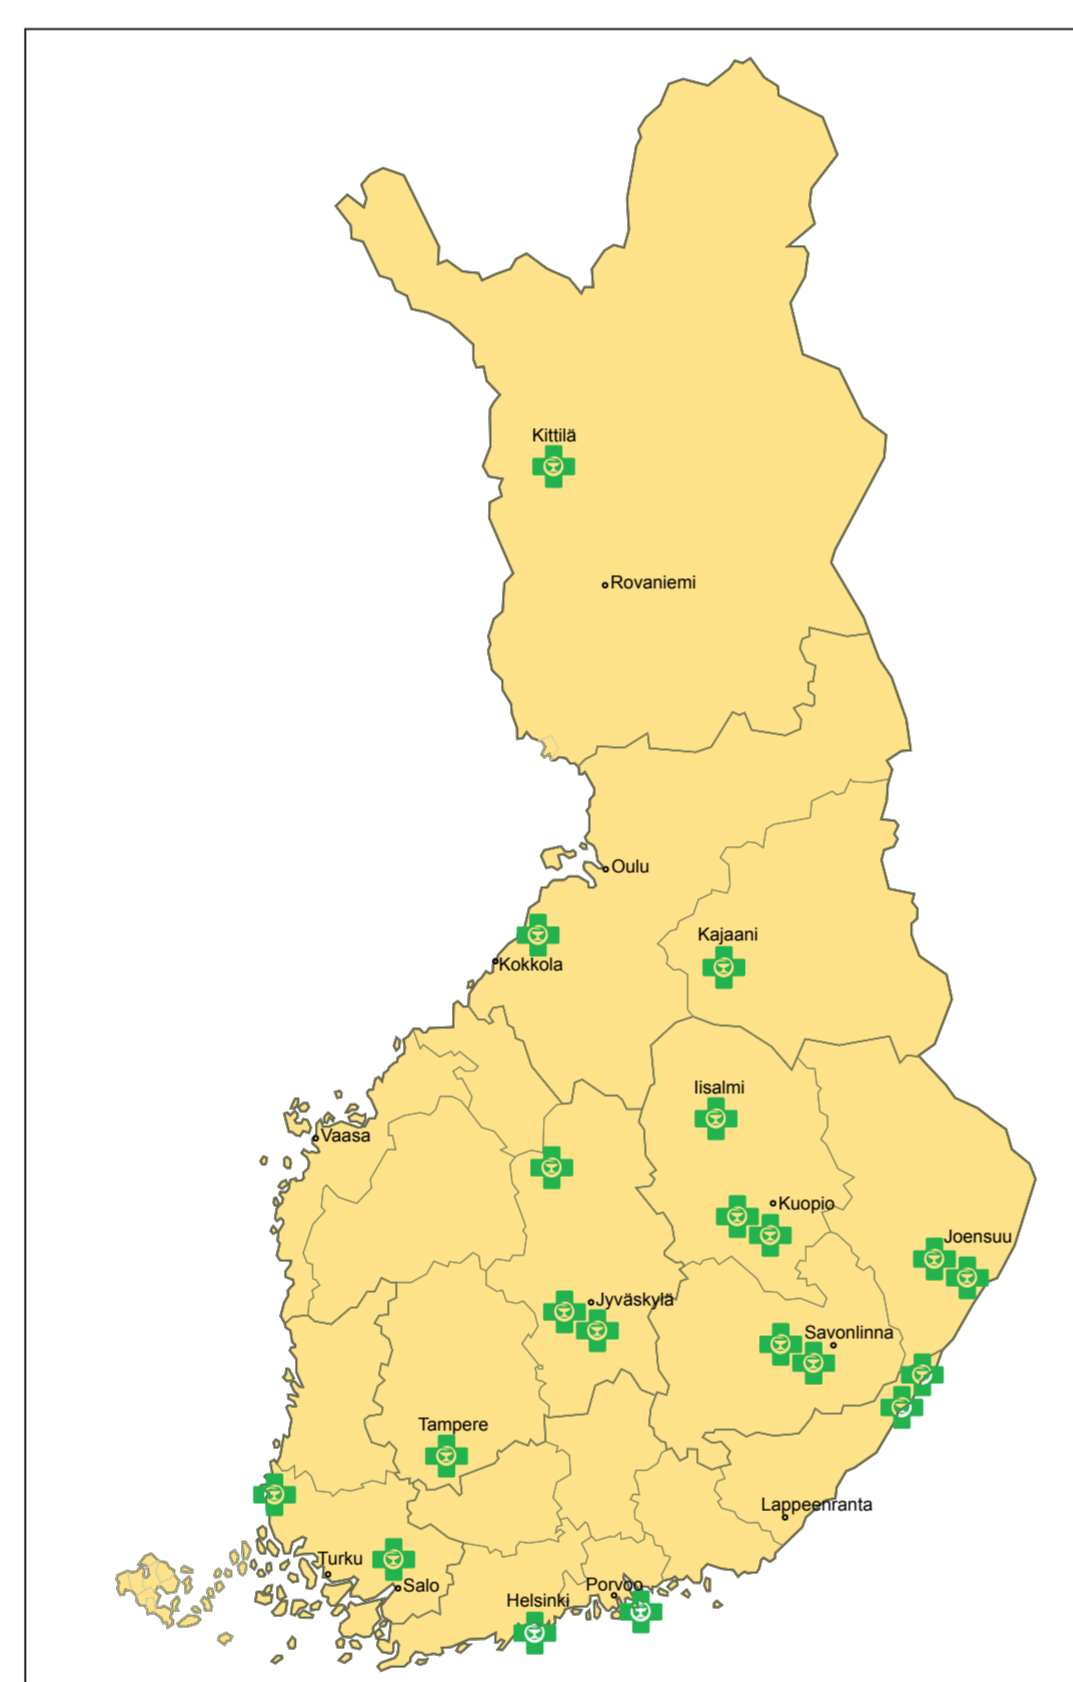 Kittilä
Rovaniemi
Oulu
Kajaani
Kokkola
Iisalmi
Vaasa
Kuopio
Joensuu
Jyväskylä
Savonlinna
Tampere
Lappeenranta
Turku
Salo
Porvoo
Helsinki